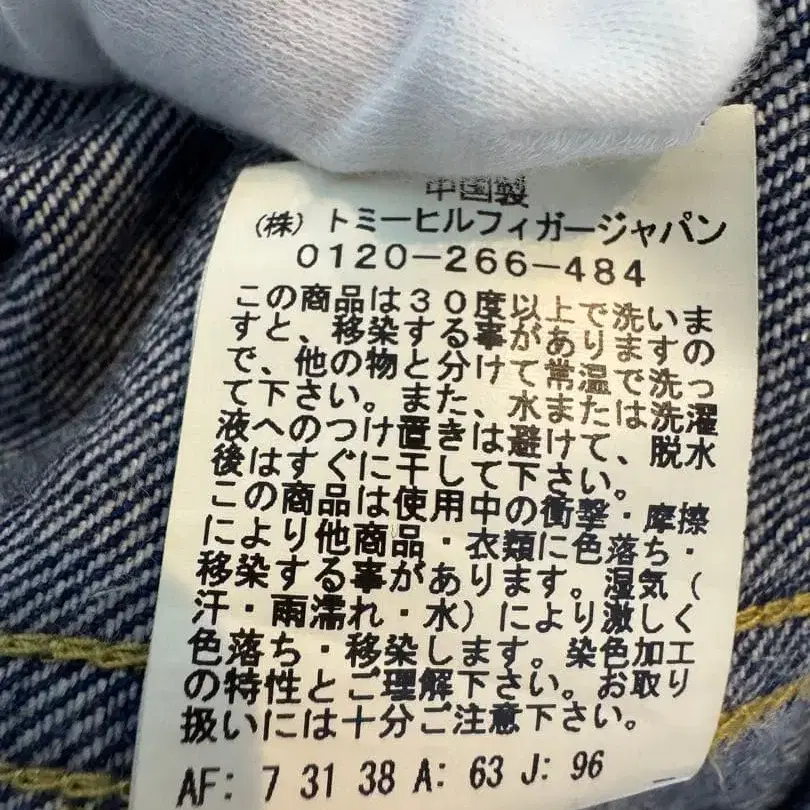 中国製
（株）トミーヒルフィガージャパン
0120－266－484
この商品は３０度以上で洗いま
すと、移染する事がありますの
で、他の物と分けて常温で洗っ
て下さい。また、水または洗濯
液へのつけ置きは避けて、脱水
後はすぐに干して下さい。
この商品は使用中の衝撃・摩擦
により他商品・衣類に色落ち・
移染する事があります。湿気（
汗・雨濡れ・水）により激しく
色落ち・移染します。染色加工
の特性とご理解下さい。お取り
扱いには十分ご注意下さい。
AF: 7 31 38 A: 63 J: 96